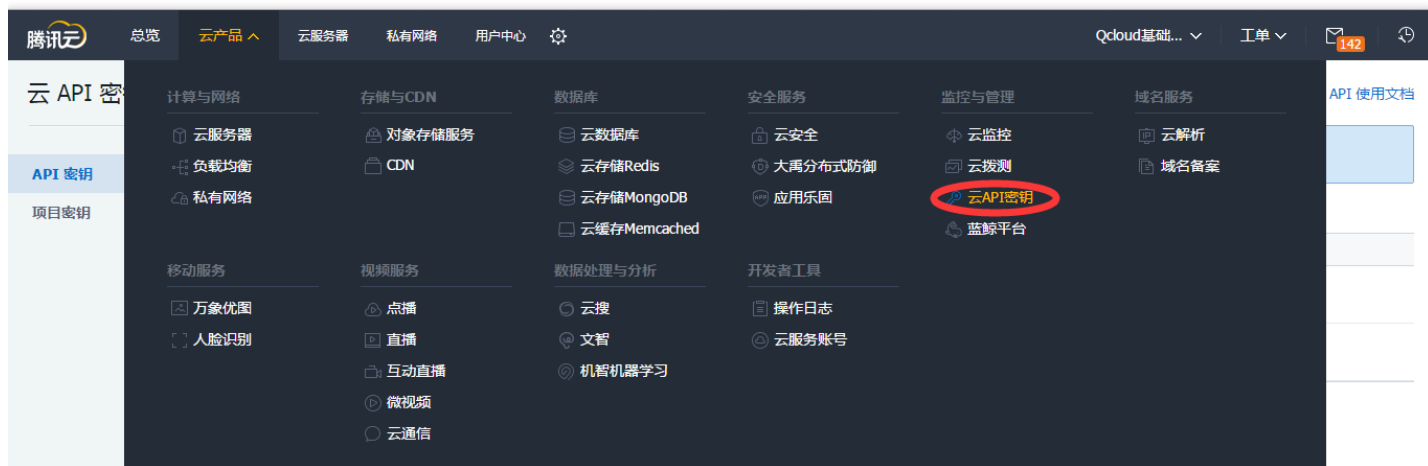 腾讯云 总览 云产品 云服务器 私有网络 用户中心 Qcloud基础... 工单 142
云 API 密
API 使用文档
API 密钥
项目密钥
计算与网络
云服务器
负载均衡
私有网络
存储与CDN
对象存储服务
CDN
数据库
云数据库
云存储Redis
云存储MongoDB
云缓存Memcached
安全服务
云安全
大禹分布式防御
应用乐固
监控与管理
云监控
云拨测
云API密钥
蓝鲸平台
域名服务
云解析
域名备案
移动服务
万象优图
人脸识别
视频服务
点播
直播
互动直播
微视频
云通信
数据处理与分析
云搜
文智
机智机器学习
开发者工具
操作日志
云服务账号